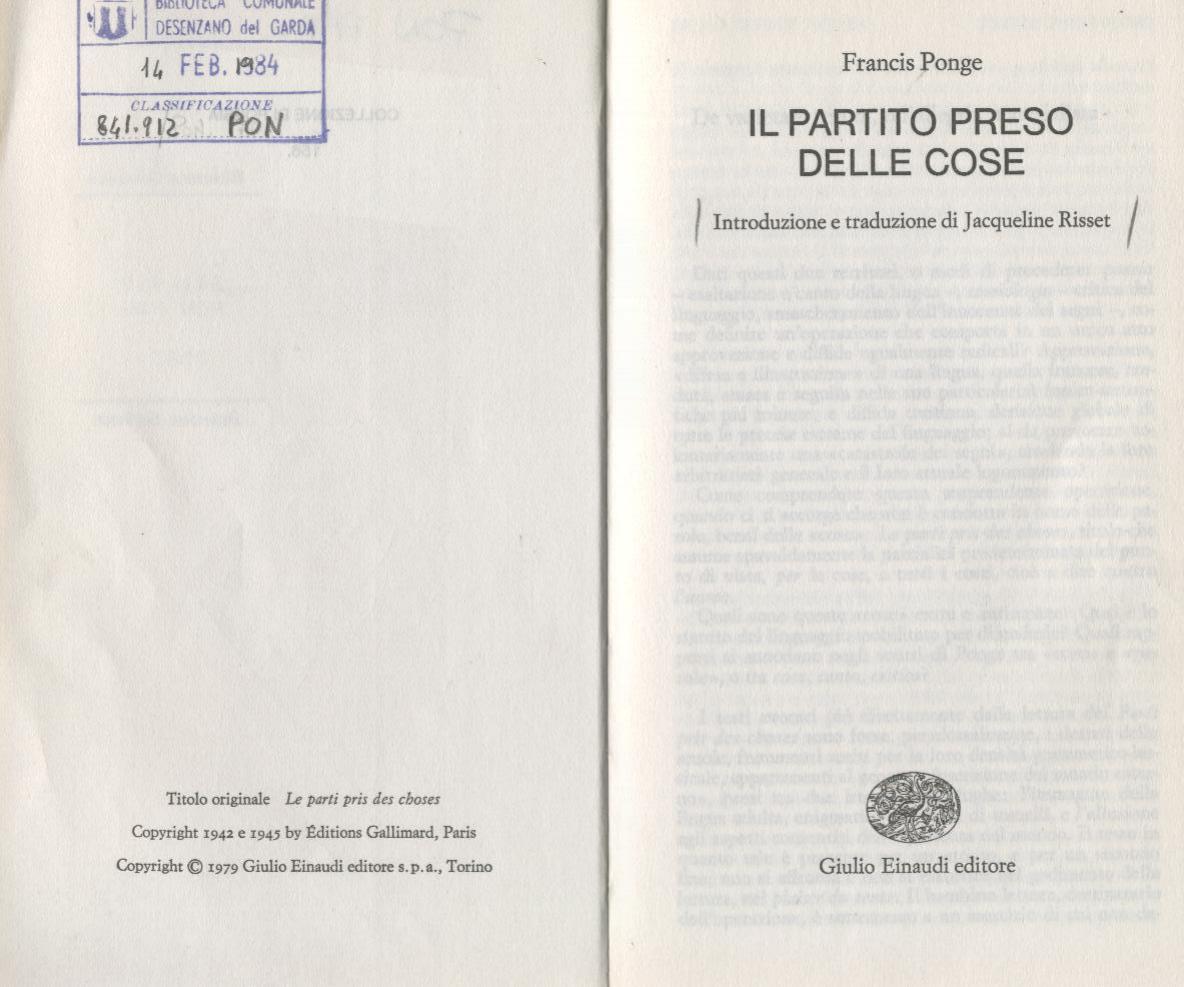 BIBLIOTECA COMUNALE
DESENZANO del GARDA
14 FEB. 1984
CLASSIFICAZIONE
841.912 PON
Titolo originale Le parti pris des choses
Copyright 1942 e 1945 by Éditions Gallimard, Paris
Copyright © 1979 Giulio Einaudi editore s.p.a., Torino
Francis Ponge
IL PARTITO PRESO
DELLE COSE
Introduzione e traduzione di Jacqueline Risset
Giulio Einaudi editore